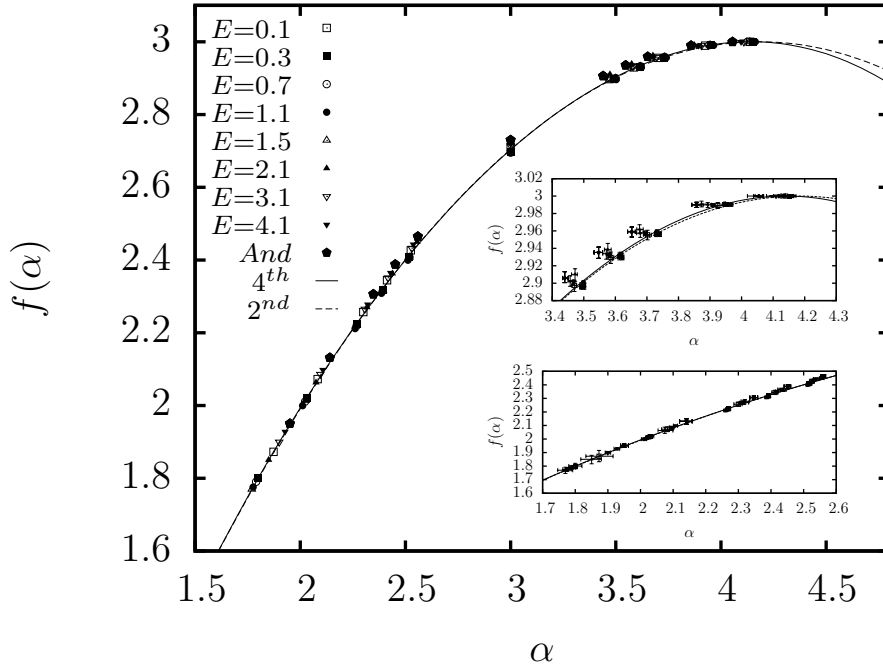 f(α)
3
2.8
2.6
2.4
2.2
2
1.8
1.6
E=0.1
E=0.3
E=0.7
E=1.1
E=1.5
E=2.1
E=3.1
E=4.1
And
4th
2nd
f(α)
3.02
3
2.98
2.96
2.94
2.92
2.9
2.88
3.4 3.5 3.6 3.7 3.8 3.9 4 4.1 4.2 4.3
α
f(α)
2.5
2.4
2.3
2.2
2.1
2
1.9
1.8
1.7
1.6
1.7 1.8 1.9 2 2.1 2.2 2.3 2.4 2.5 2.6
α
1.5 2 2.5 3 3.5 4 4.5
α